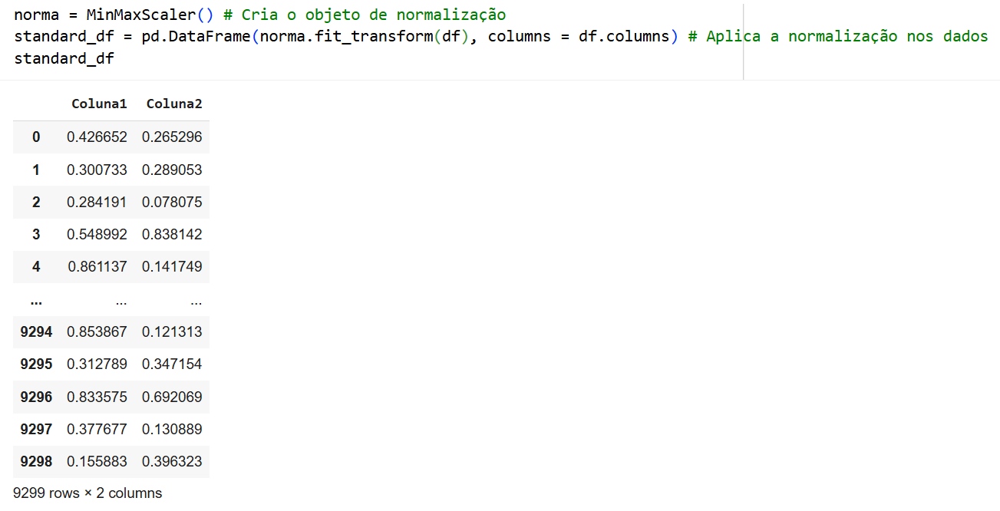 norma = MinMaxScaler() # Cria o objeto de normalização
standard_df = pd.DataFrame(norma.fit_transform(df), columns = df.columns) # Aplica a normalização nos dados
standard_df
Coluna1 Coluna2
0 0.426652 0.265296
1 0.300733 0.289053
2 0.284191 0.078075
3 0.548992 0.838142
4 0.861137 0.141749
... ... ...
9294 0.853867 0.121313
9295 0.312789 0.347154
9296 0.833575 0.692069
9297 0.377677 0.130889
9298 0.155883 0.396323
9299 rows × 2 columns